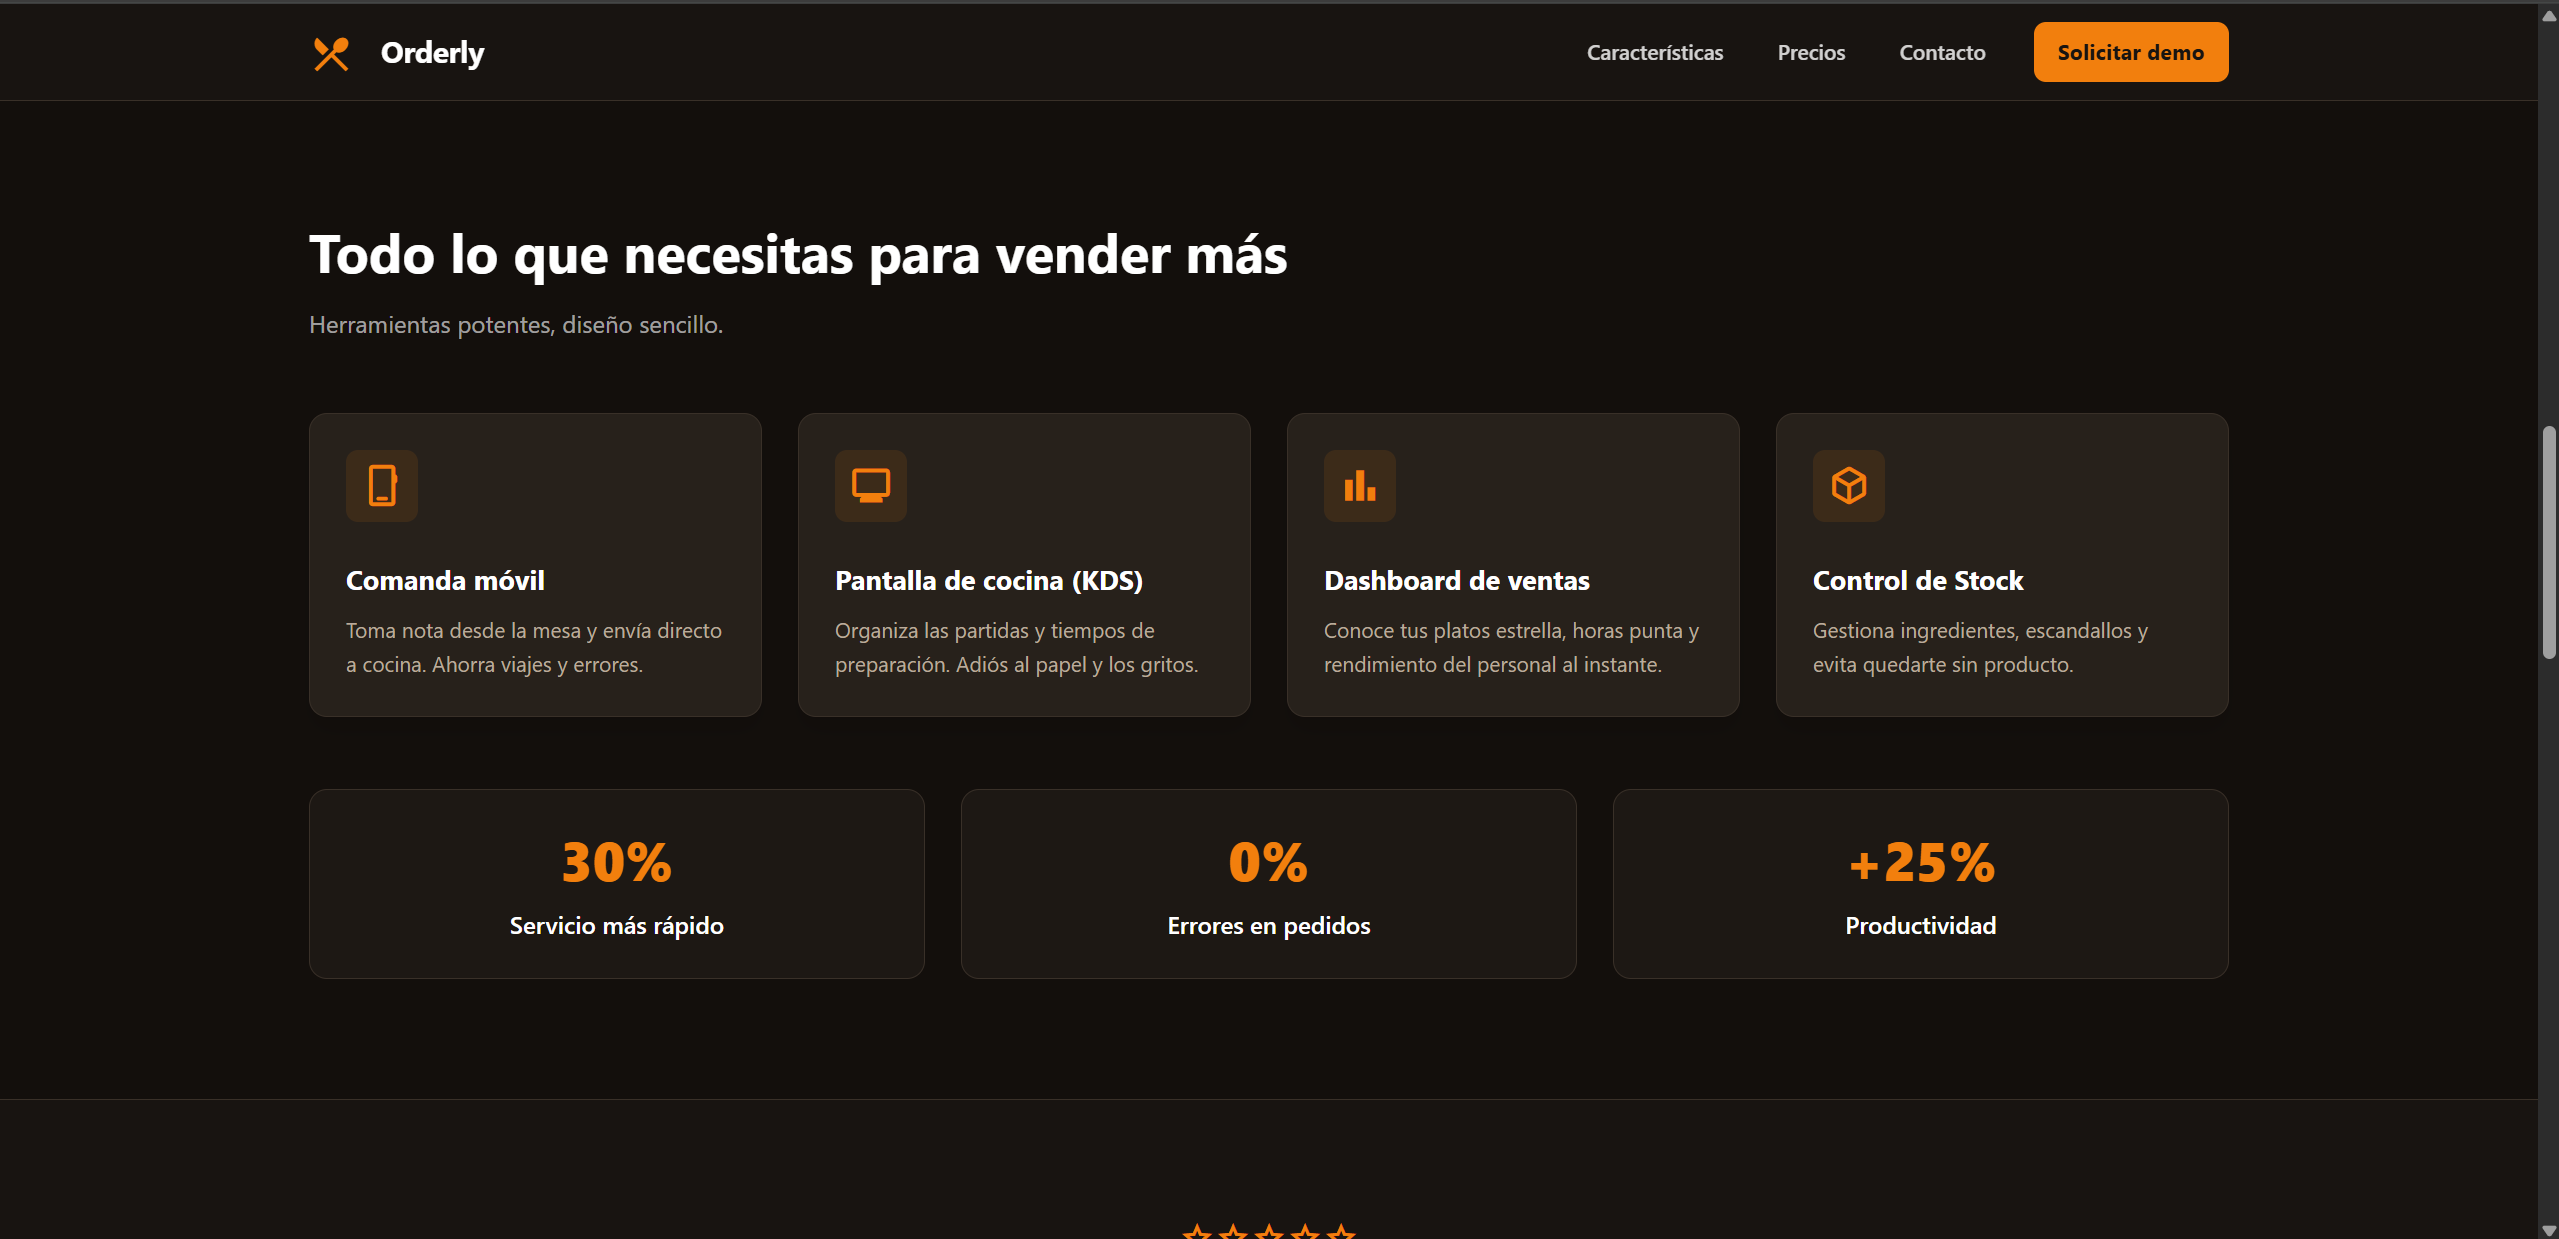 Orderly
Características
Precios
Contacto
Solicitar demo
Todo lo que necesitas para vender más
Herramientas potentes, diseño sencillo.
Comanda móvil
Toma nota desde la mesa y envía directo
a cocina. Ahorra viajes y errores.
Pantalla de cocina (KDS)
Organiza las partidas y tiempos de
preparación. Adiós al papel y los gritos.
Dashboard de ventas
Conoce tus platos estrella, horas punta y
rendimiento del personal al instante.
Control de Stock
Gestiona ingredientes, escandallos y
evita quedarte sin producto.
30%
Servicio más rápido
0%
Errores en pedidos
+25%
Productividad